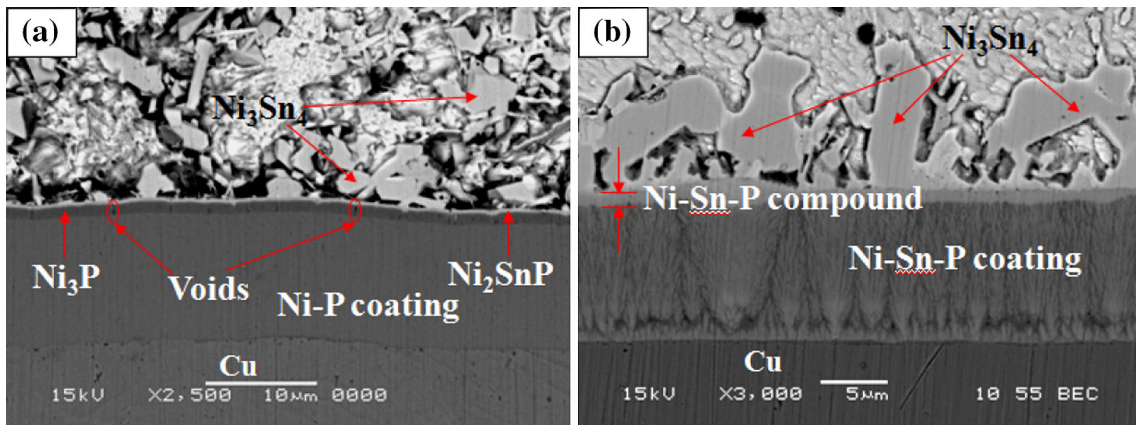 (a)
Ni₃Sn₄
Ni₃P
Voids
Ni₂SnP
Ni-P coating
Cu
15kV X2,500 10μm 0000
(b)
Ni₃Sn₄
Ni-Sn-P compound
Ni-Sn-P coating
Cu
15kV X3,000 5μm 10 55 BEC